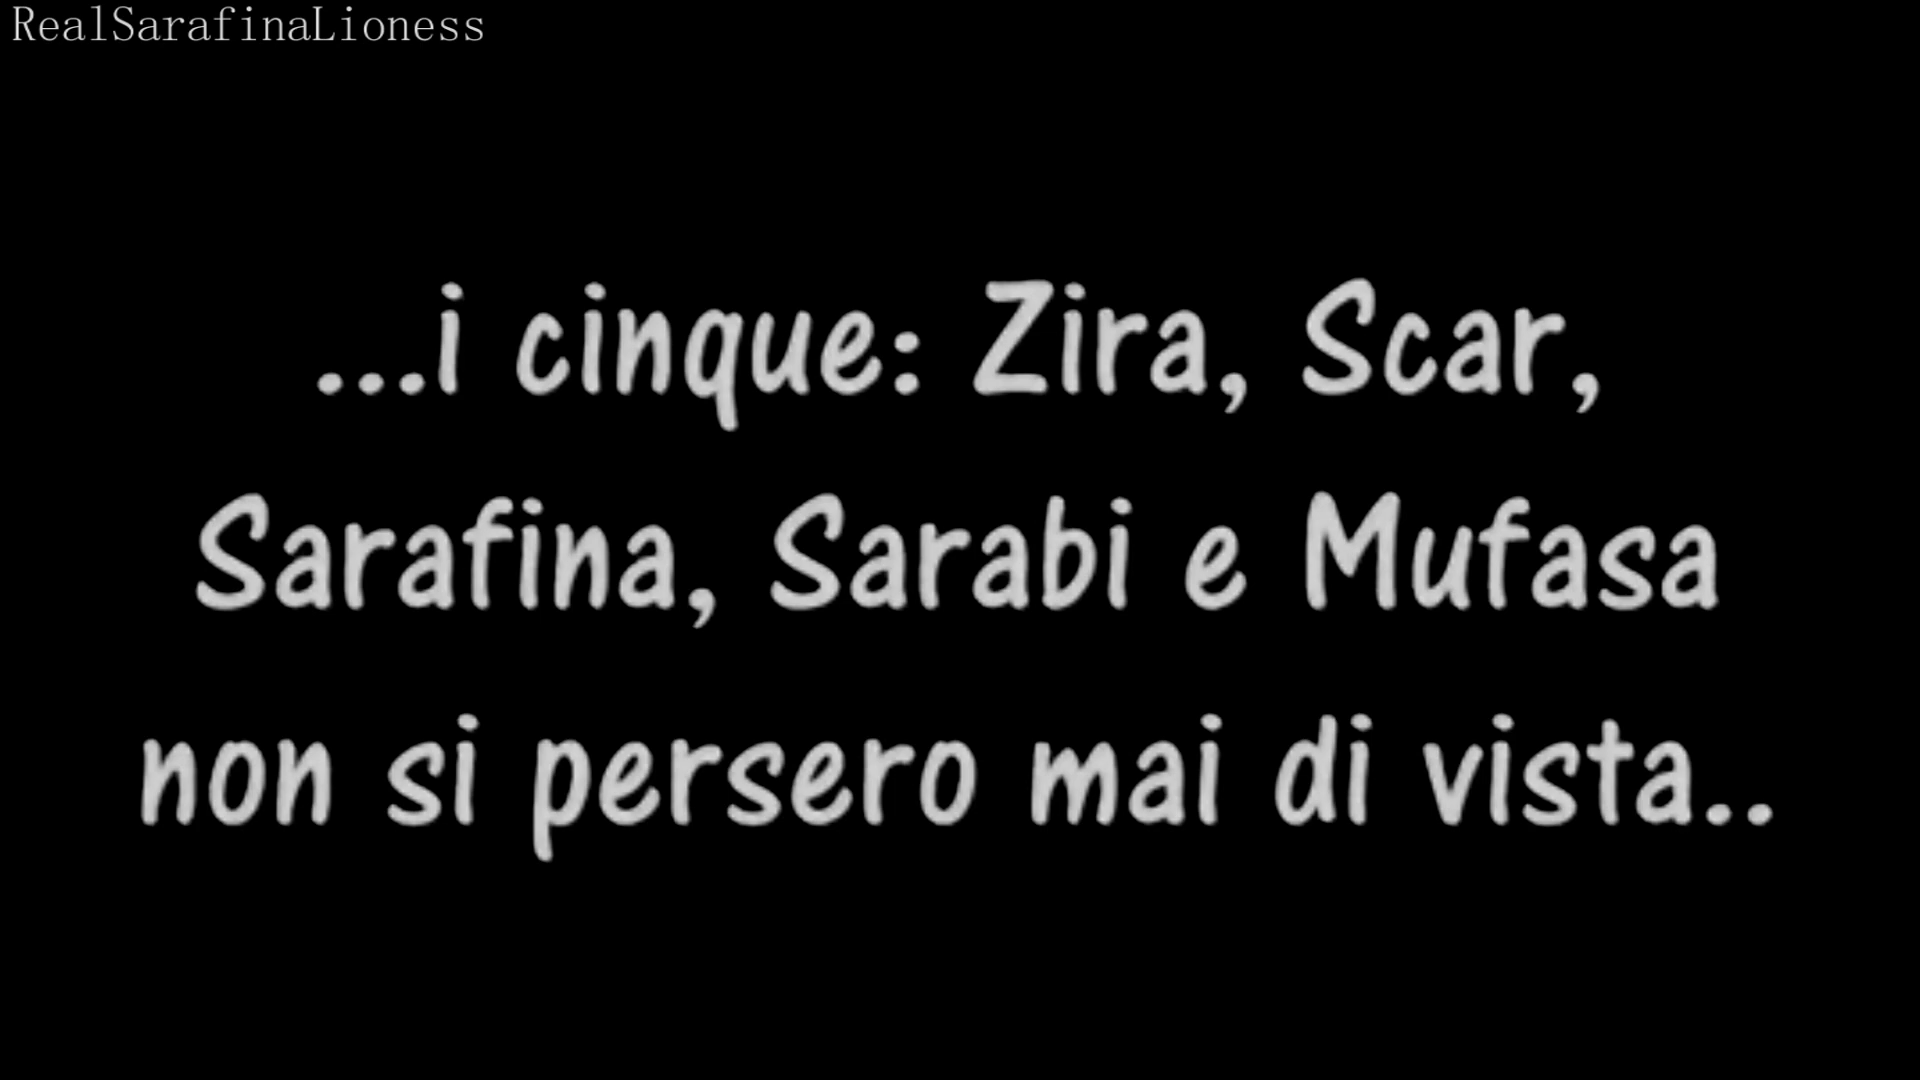 RealSarafinaLioness
...i cinque: Zira, Scar,
Sarafina, Sarabi e Mufasa
non si persero mai di vista..